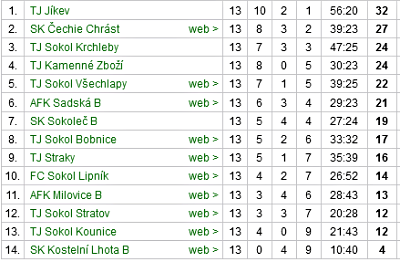 1. TJ Jíkev 13 10 2 1 56:20 32
2. SK Čechie Chrást web > 13 8 3 2 39:23 27
3. TJ Sokol Krchleby 13 7 3 3 47:25 24
4. TJ Kamenné Zboží 13 8 0 5 30:23 24
5. TJ Sokol Všechlapy web > 13 7 1 5 39:25 22
6. AFK Sadská B web > 13 6 3 4 29:23 21
7. SK Sokoleč B 13 5 4 4 27:24 19
8. TJ Sokol Bobnice web > 13 5 2 6 33:32 17
9. TJ Straky web > 13 5 1 7 35:39 16
10. FC Sokol Lipník web > 13 4 2 7 26:52 14
11. AFK Milovice B web > 13 3 4 6 28:43 13
12. TJ Sokol Stratov web > 13 3 3 7 20:28 12
13. TJ Sokol Kounice web > 13 4 0 9 21:43 12
14. SK Kostelní Lhota B web > 13 0 4 9 10:40 4